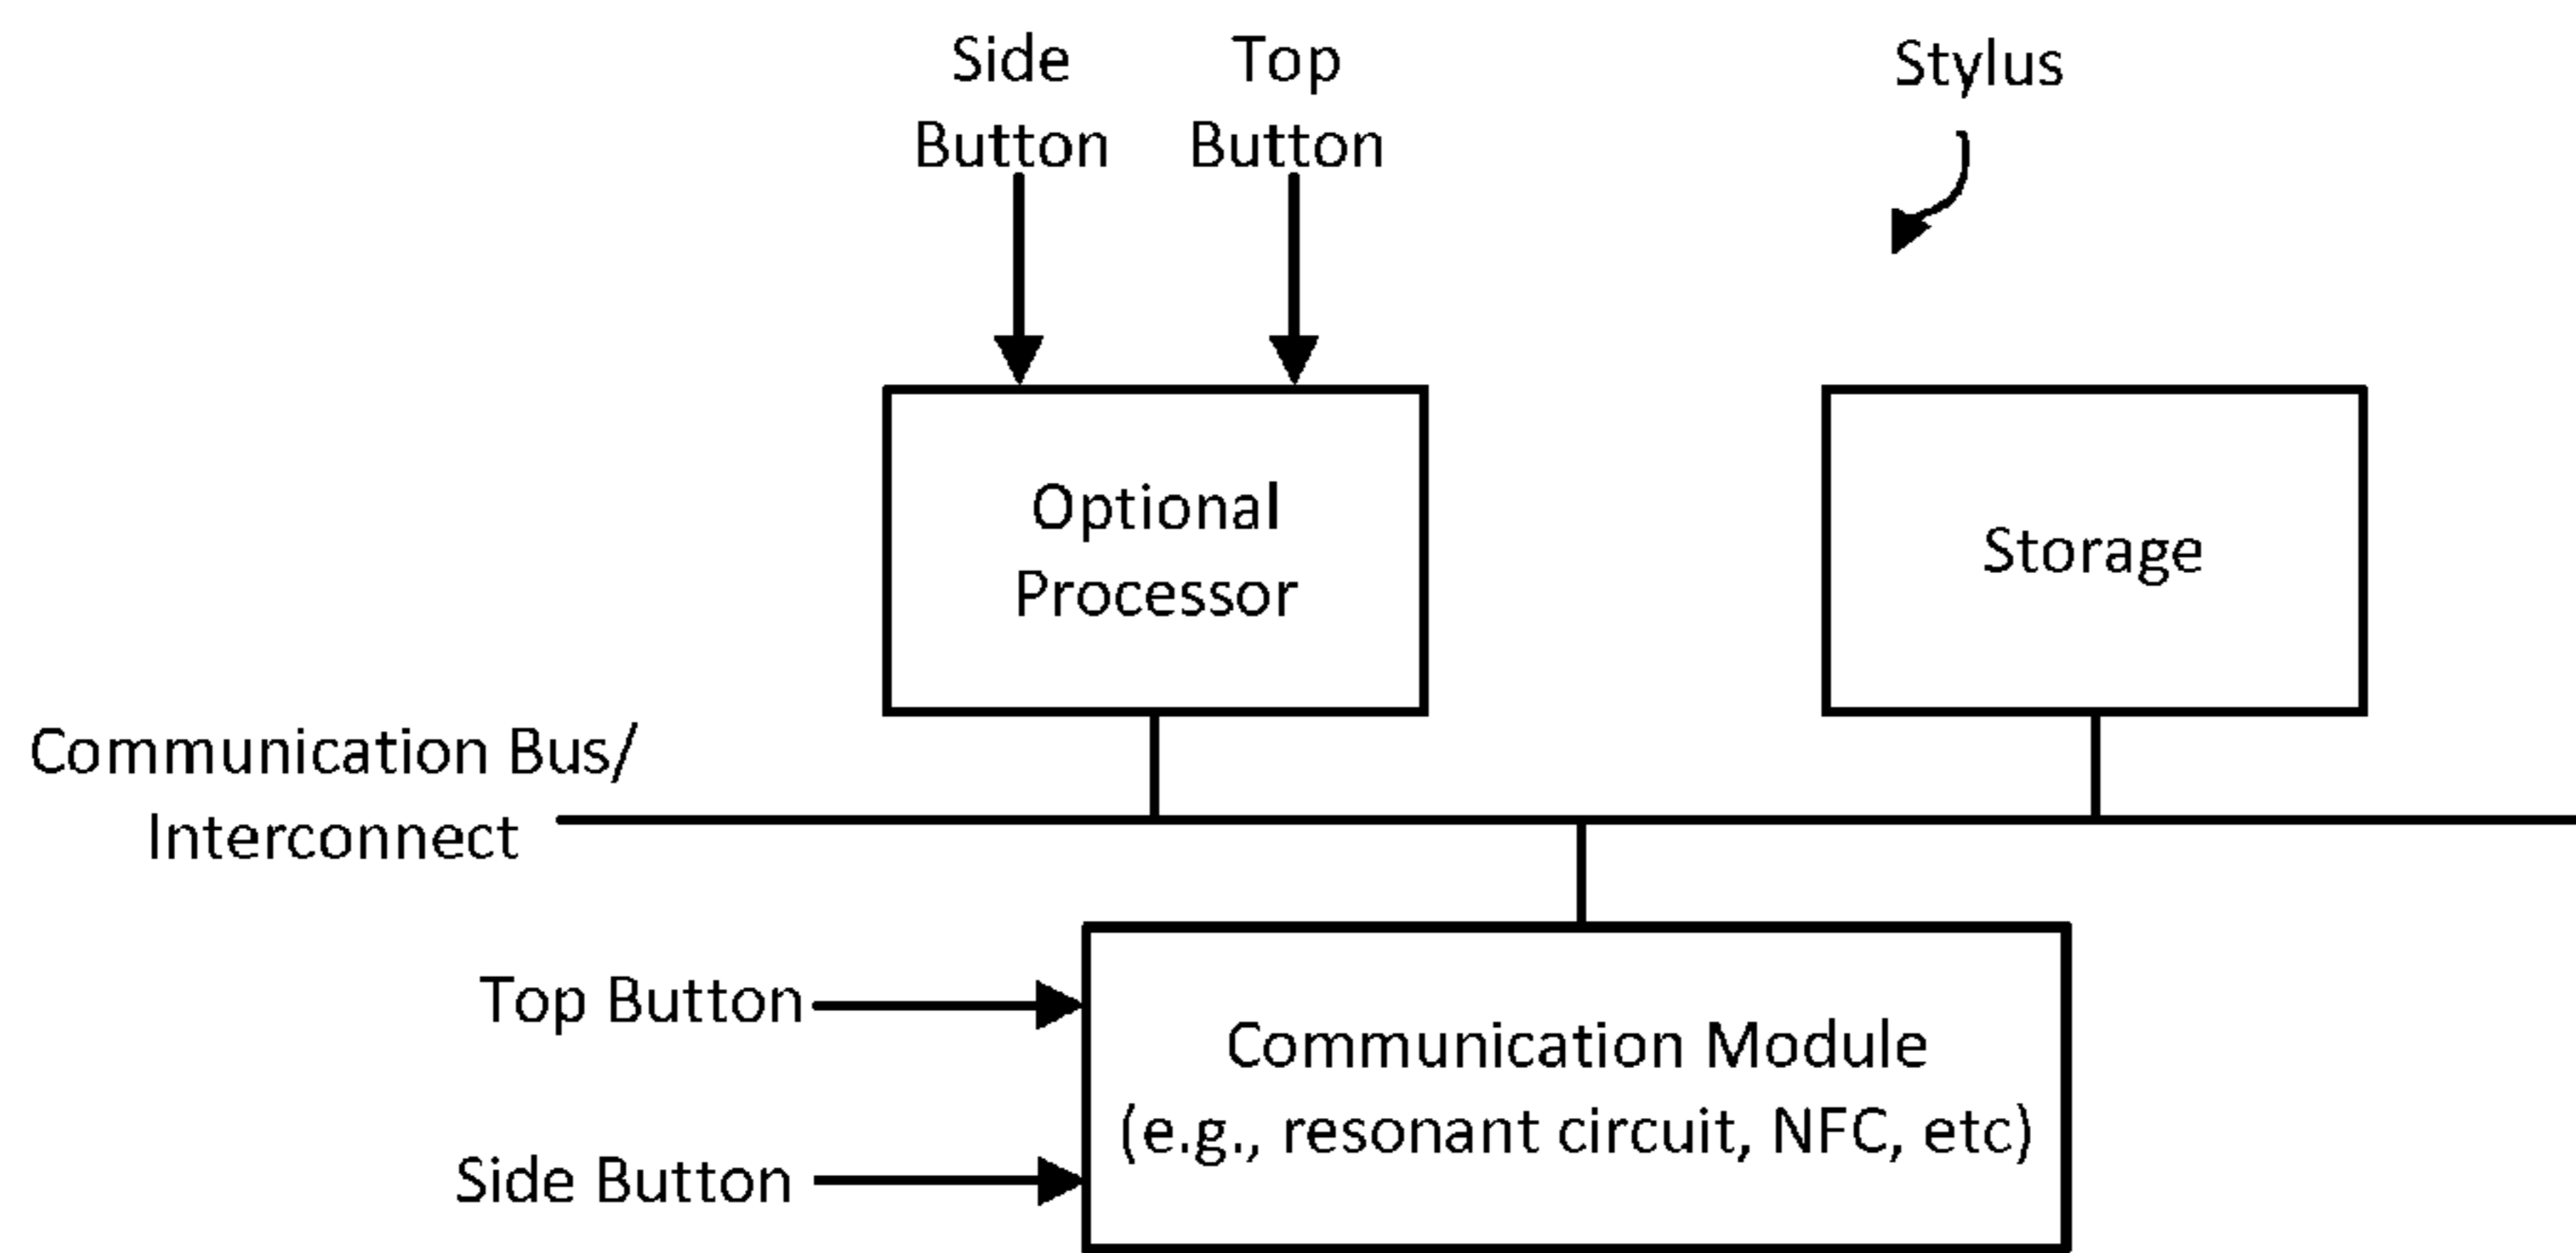 Side
Button
Top
Button
Stylus
Optional
Processor
Storage
Communication Bus/
Interconnect
Top Button
Side Button
Communication Module
(e.g., resonant circuit, NFC, etc)